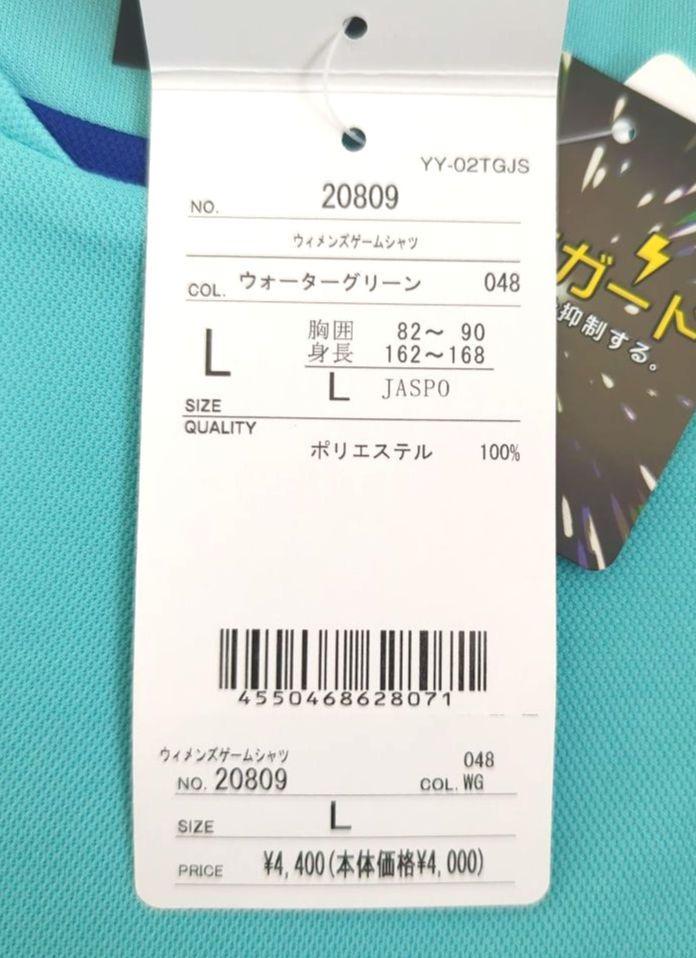 YY-02TGJS
NO. 20809
ウィメンズゲームシャツ
COL. ウォーターグリーン 048
L
胸囲 82〜 90
身長 162〜168
L JASPO
SIZE
QUALITY
ポリエステル 100%
4550468628071
ウィメンズゲームシャツ 048
NO. 20809 COL. WG
SIZE L
PRICE ¥4,400(本体価格¥4,000)
ガード
抑制する。